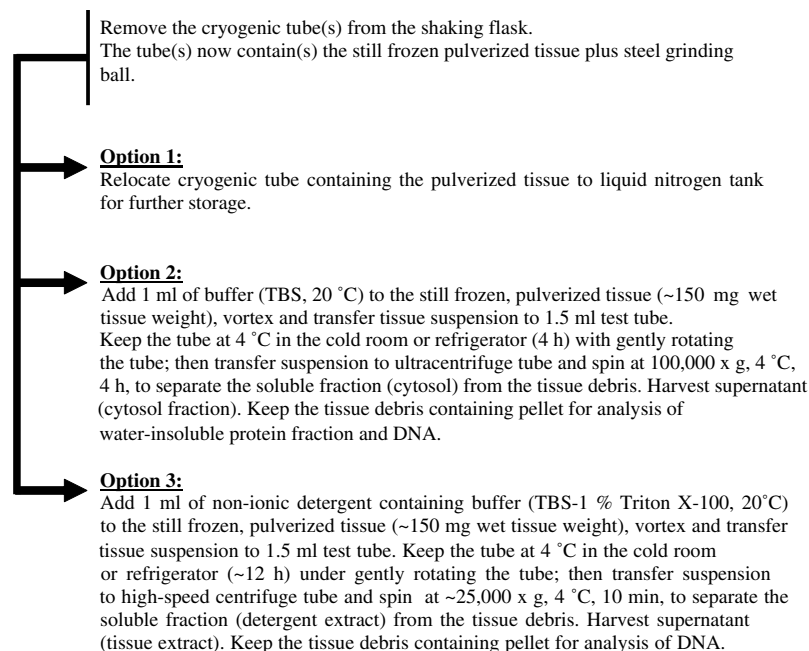 Remove the cryogenic tube(s) from the shaking flask.
The tube(s) now contain(s) the still frozen pulverized tissue plus steel grinding
ball.
Option 1:
Relocate cryogenic tube containing the pulverized tissue to liquid nitrogen tank
for further storage.
Option 2:
Add 1 ml of buffer (TBS, 20 ˚C) to the still frozen, pulverized tissue (~150 mg wet
tissue weight), vortex and transfer tissue suspension to 1.5 ml test tube.
Keep the tube at 4 ˚C in the cold room or refrigerator (4 h) with gently rotating
the tube; then transfer suspension to ultracentrifuge tube and spin at 100,000 x g, 4 ˚C,
4 h, to separate the soluble fraction (cytosol) from the tissue debris. Harvest supernatant
(cytosol fraction). Keep the tissue debris containing pellet for analysis of
water-insoluble protein fraction and DNA.
Option 3:
Add 1 ml of non-ionic detergent containing buffer (TBS-1 % Triton X-100, 20˚C)
to the still frozen, pulverized tissue (~150 mg wet tissue weight), vortex and transfer
tissue suspension to 1.5 ml test tube. Keep the tube at 4 ˚C in the cold room
or refrigerator (~12 h) under gently rotating the tube; then transfer suspension
to high-speed centrifuge tube and spin at ~25,000 x g, 4 ˚C, 10 min, to separate the
soluble fraction (detergent extract) from the tissue debris. Harvest supernatant
(tissue extract). Keep the tissue debris containing pellet for analysis of DNA.